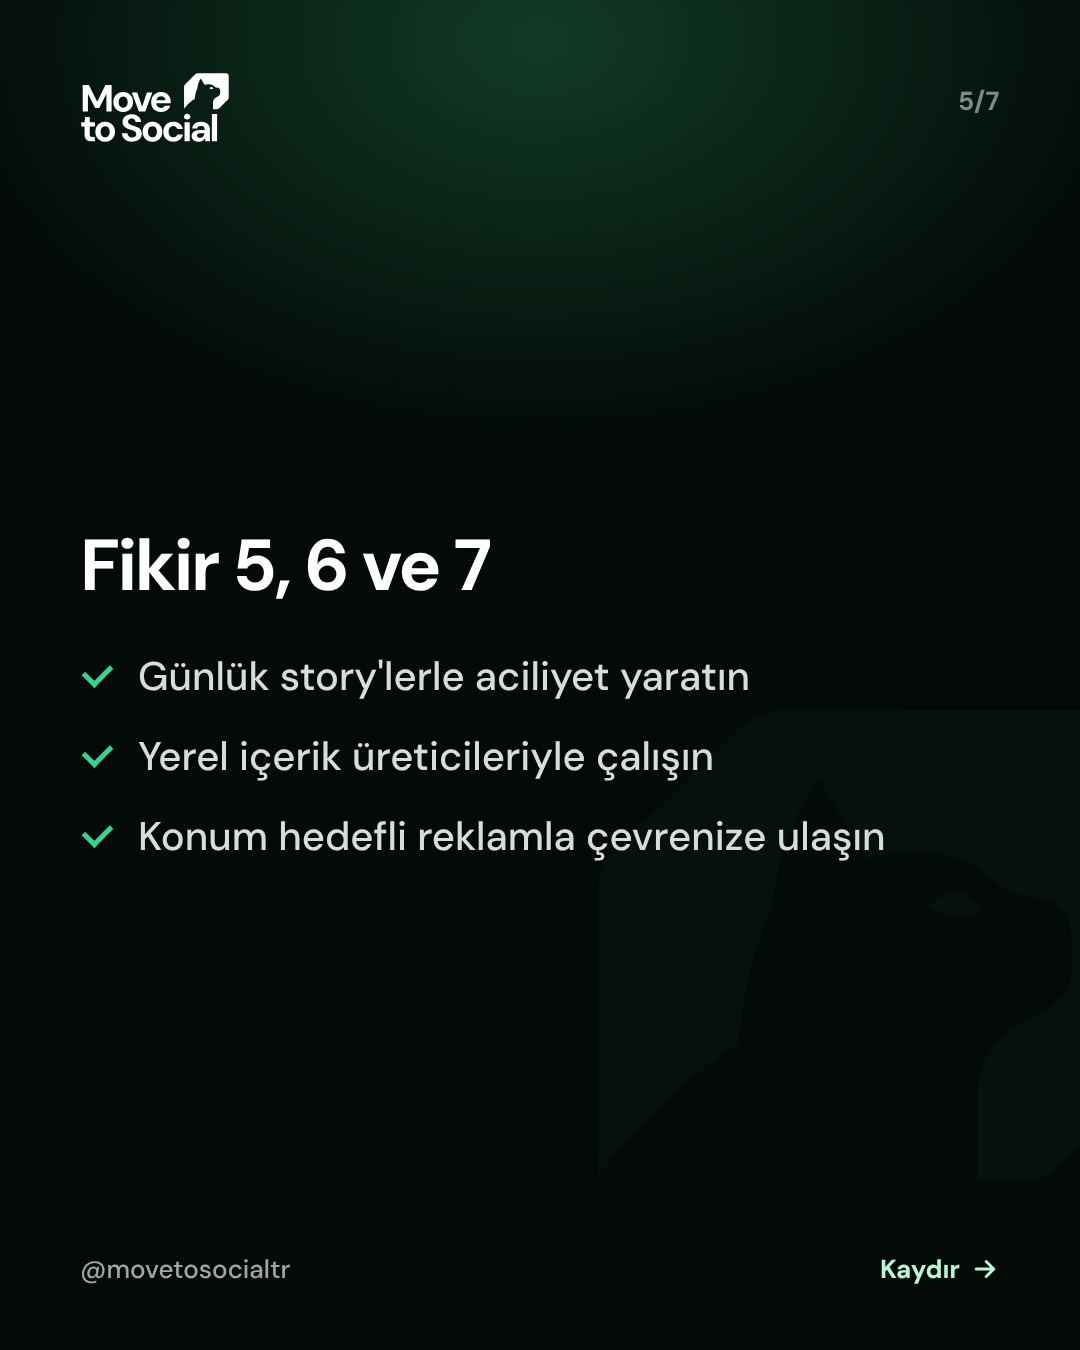 Move
to Social
5/7
Fikir 5, 6 ve 7
Günlük story'lerle aciliyet yaratın
Yerel içerik üreticileriyle çalışın
Konum hedefli reklamla çevrenize ulaşın
@movetosocialtr
Kaydır →